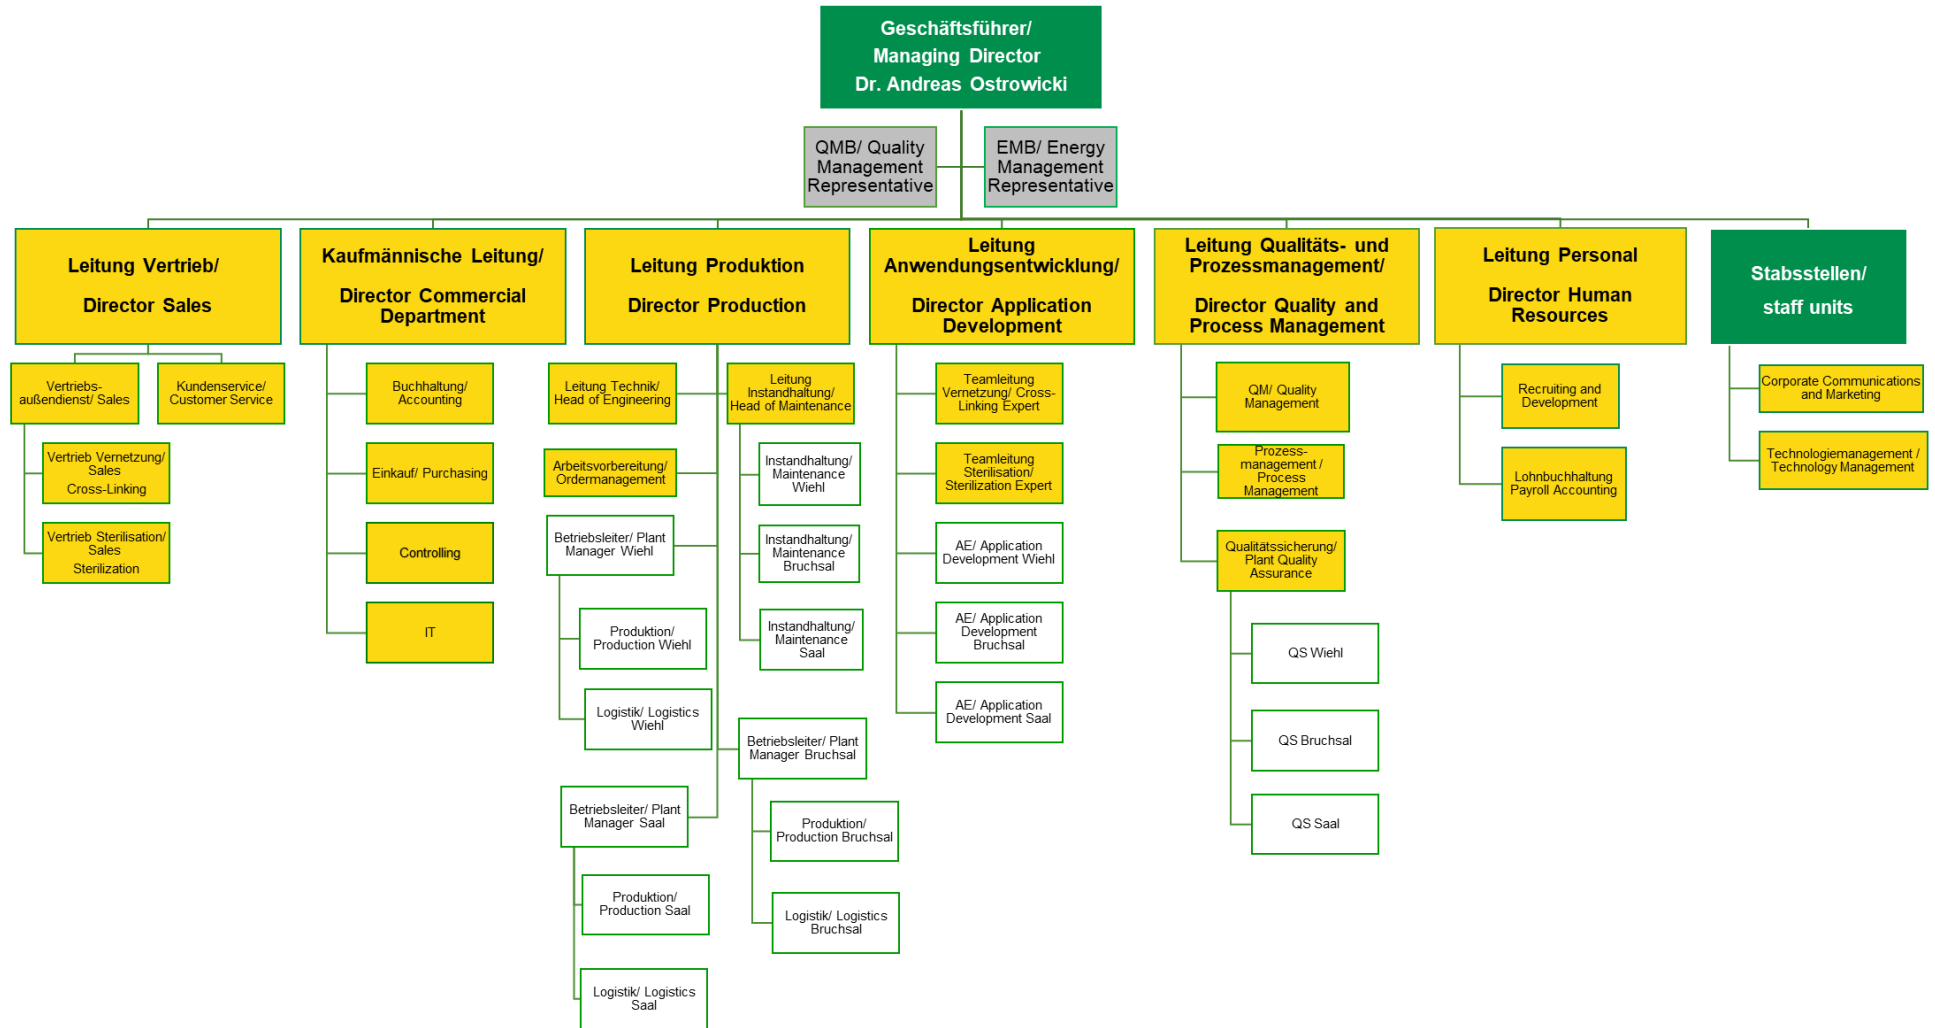 Geschäftsführer/
Managing Director
Dr. Andreas Ostrowicki
QMB/ Quality
Management
Representative
EMB/ Energy
Management
Representative
Leitung Vertrieb/
Director Sales
Kaufmännische Leitung/
Director Commercial
Department
Leitung Produktion
Director Production
Leitung
Anwendungsentwicklung/
Director Application
Development
Leitung Qualitäts- und
Prozessmanagement/
Director Quality and
Process Management
Leitung Personal
Director Human
Resources
Stabsstellen/
staff units
Vertriebs-
außendienst/ Sales
Kundenservice/
Customer Service
Vertrieb Vernetzung/
Sales
Cross-Linking
Vertrieb Sterilisation/
Sales
Sterilization
Buchhaltung/
Accounting
Einkauf/ Purchasing
Controlling
IT
Leitung Technik/
Head of Engineering
Leitung
Instandhaltung/
Head of Maintenance
Arbeitsvorbereitung/
Ordermanagement
Instandhaltung/
Maintenance
Wiehl
Instandhaltung/
Maintenance
Bruchsal
Instandhaltung/
Maintenance
Saal
Betriebsleiter/ Plant
Manager Wiehl
Produktion/
Production Wiehl
Logistik/ Logistics
Wiehl
Betriebsleiter/ Plant
Manager Bruchsal
Produktion/
Production Bruchsal
Logistik/ Logistics
Bruchsal
Betriebsleiter/ Plant
Manager Saal
Produktion/
Production Saal
Logistik/ Logistics
Saal
Teamleitung
Vernetzung/ Cross-
Linking Expert
Teamleitung
Sterilisation/
Sterilization Expert
AE/ Application
Development Wiehl
AE/ Application
Development
Bruchsal
AE/ Application
Development Saal
QM/ Quality
Management
Prozess-
management /
Process
Management
Qualitätssicherung/
Plant Quality
Assurance
QS Wiehl
QS Bruchsal
QS Saal
Recruiting and
Development
Lohnbuchhaltung
Payroll Accounting
Corporate Communications
and Marketing
Technologiemanagement /
Technology Management